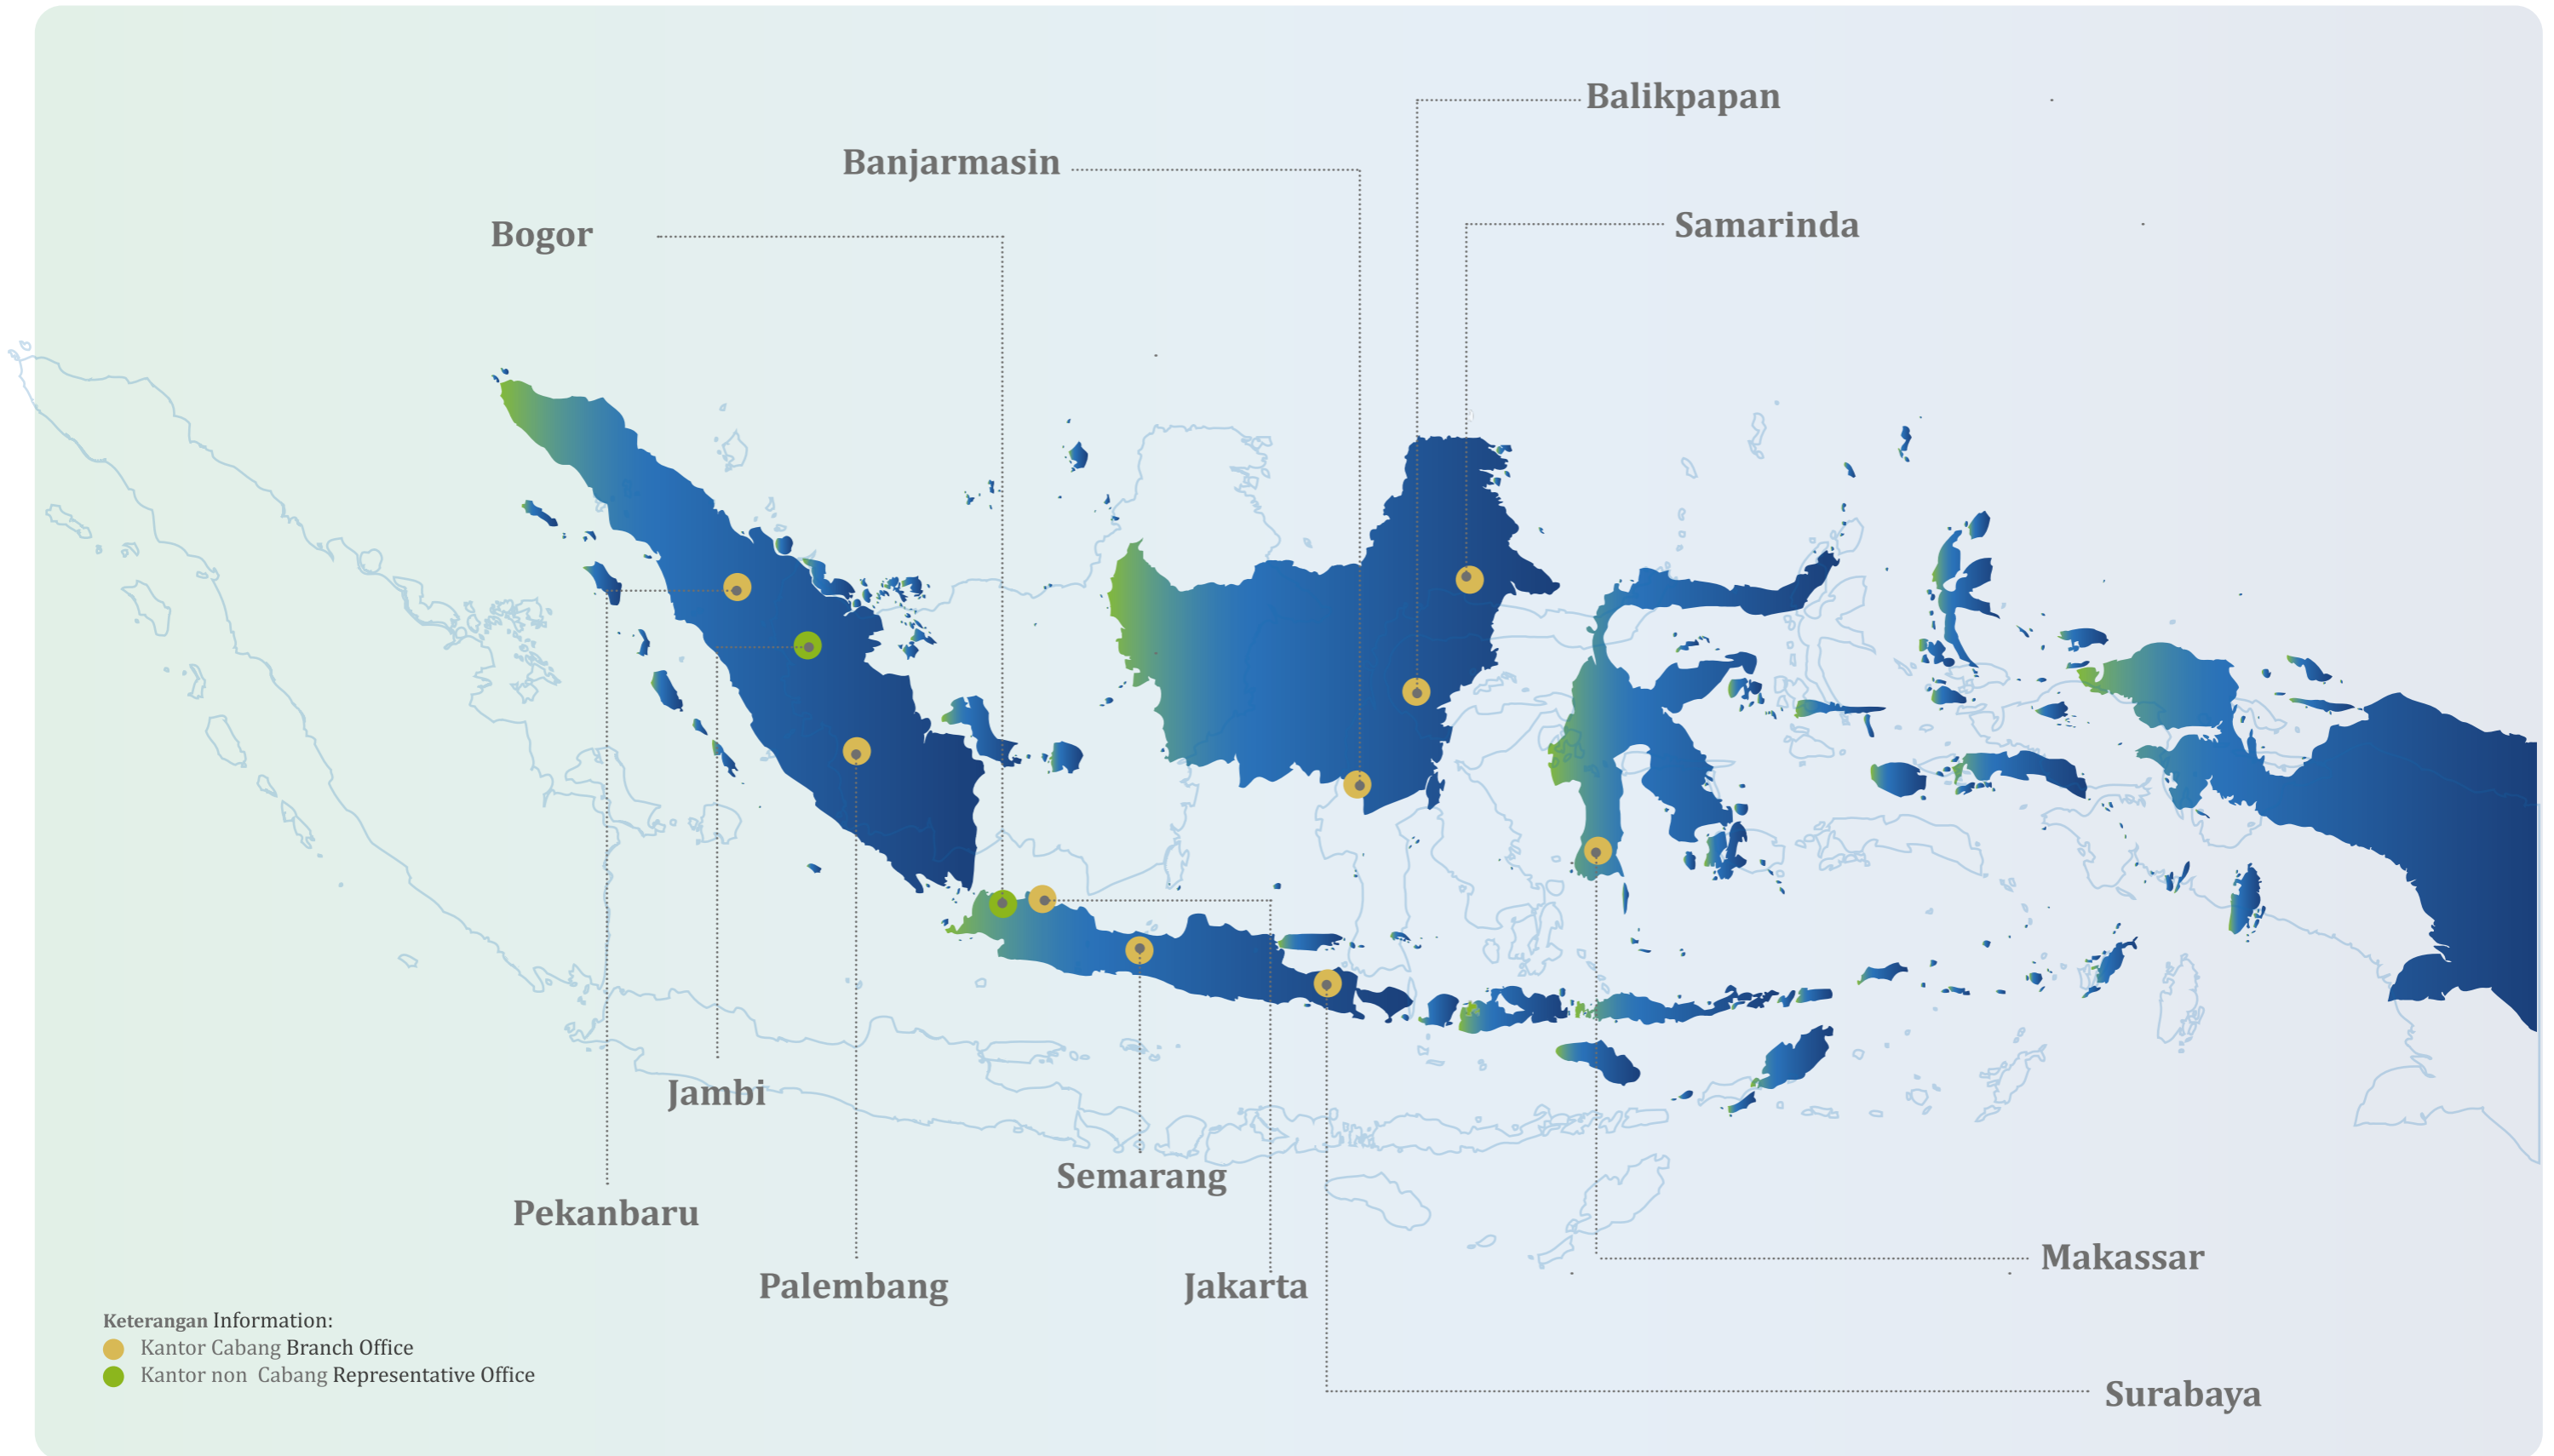 Balikpapan
Banjarmasin
Samarinda
Bogor
Jambi
Semarang
Pekanbaru
Makassar
Palembang
Jakarta
Keterangan Information:
Kantor Cabang Branch Office
Kantor non  Cabang Representative Office
Surabaya